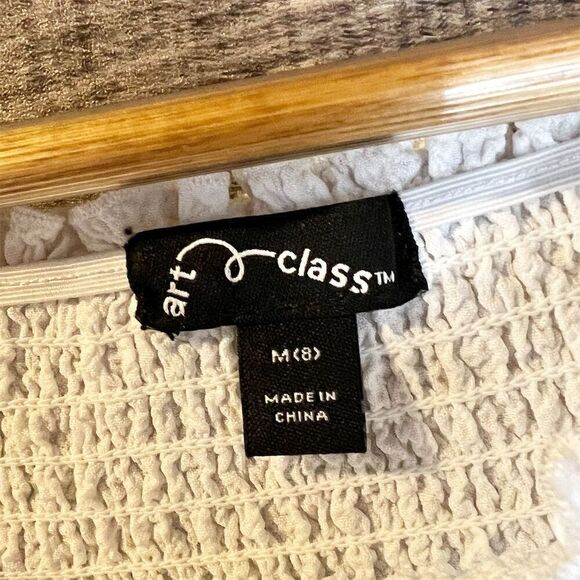 art class™
M(8)
MADE IN
CHINA